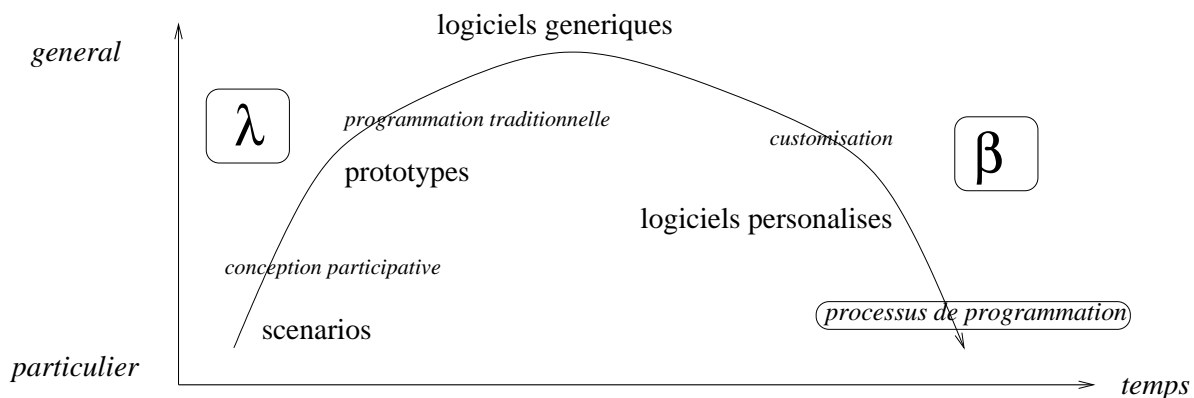 logiciels generiques
general
λ
programmation traditionnelle
customisation
β
prototypes
logiciels personalises
conception participative
scenarios
processus de programmation
particulier
temps